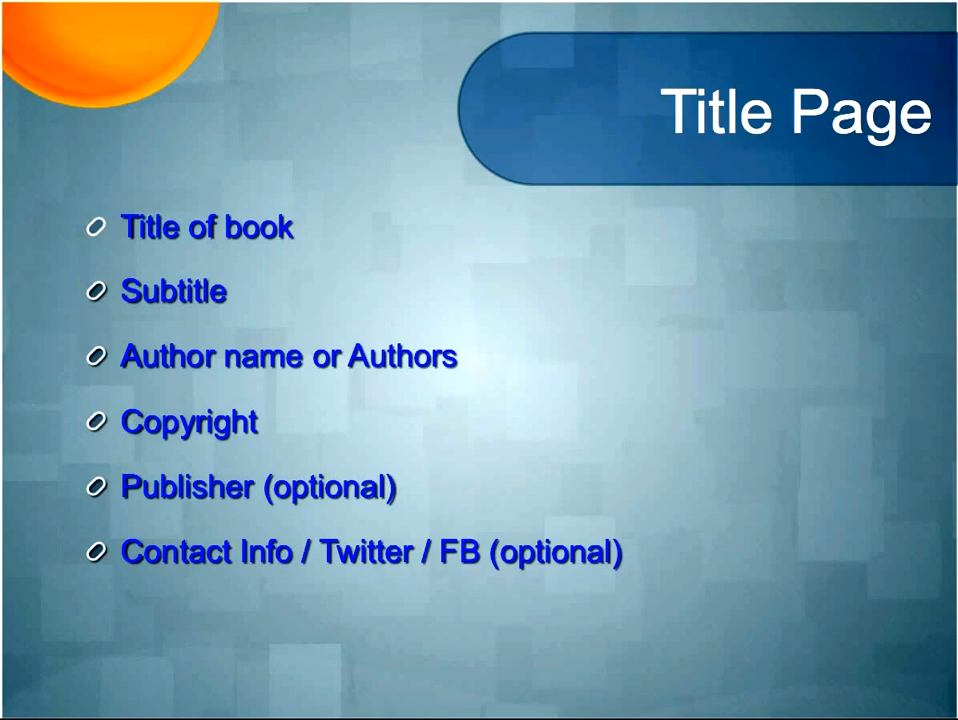 Title Page
Title of book
Subtitle
Author name or Authors
Copyright
Publisher (optional)
Contact Info / Twitter / FB (optional)